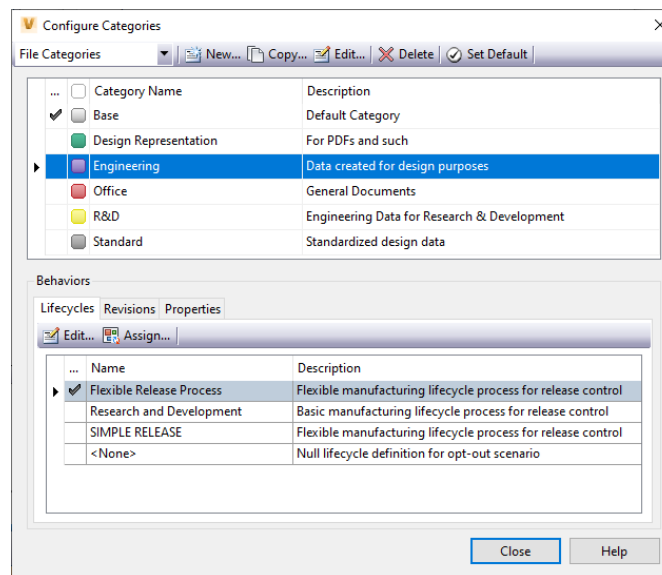 Configure Categories
File Categories New... Copy... Edit... Delete Set Default
... Category Name Description
Base Default Category
Design Representation For PDFs and such
Engineering Data created for design purposes
Office General Documents
R&D Engineering Data for Research & Development
Standard Standardized design data
Behaviors
Lifecycles Revisions Properties
Edit... Assign...
... Name Description
Flexible Release Process Flexible manufacturing lifecycle process for release control
Research and Development Basic manufacturing lifecycle process for release control
SIMPLE RELEASE Flexible manufacturing lifecycle process for release control
<None> Null lifecycle definition for opt-out scenario
Close Help